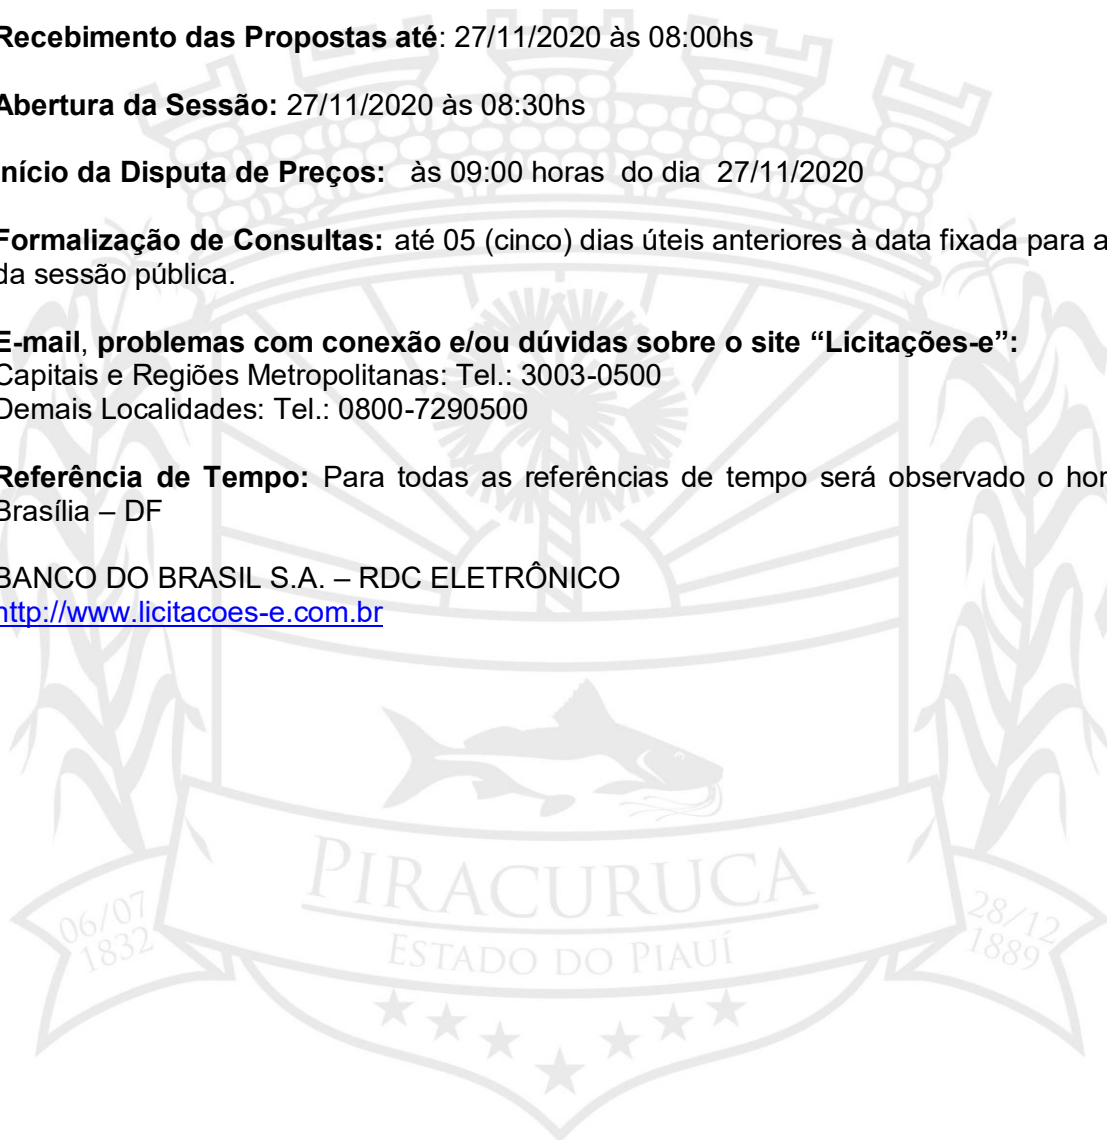 Recebimento das Propostas até: 27/11/2020 às 08:00hs
Abertura da Sessão: 27/11/2020 às 08:30hs
Início da Disputa de Preços: às 09:00 horas do dia 27/11/2020
Formalização de Consultas: até 05 (cinco) dias úteis anteriores à data fixada para a
da sessão pública.
E-mail, problemas com conexão e/ou dúvidas sobre o site “Licitações-e”:
Capitais e Regiões Metropolitanas: Tel.: 3003-0500
Demais Localidades: Tel.: 0800-7290500
Referência de Tempo: Para todas as referências de tempo será observado o hor
Brasília – DF
BANCO DO BRASIL S.A. – RDC ELETRÔNICO
http://www.licitacoes-e.com.br
PIRACURUCA
06/07
1832
28/12
1889
ESTADO DO PIAUÍ